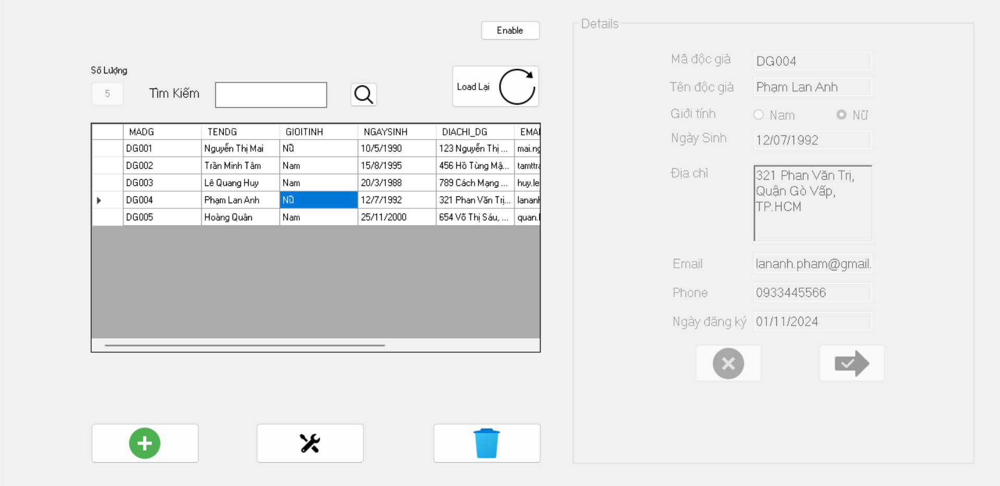 Enable
Số Lượng
5
Tìm Kiếm
Load Lại
MADG TENDG GIOITINH NGAYSINH DIACHI_DG EMAI
DG001 Nguyễn Thị Mai Nữ 10/5/1990 123 Nguyễn Thị ... mai.ng
DG002 Trần Minh Tâm Nam 15/8/1995 456 Hồ Tùng Mậ... tamttra
DG003 Lê Quang Huy Nam 20/3/1988 789 Cách Mạng ... huy.le
DG004 Phạm Lan Anh Nữ 12/7/1992 321 Phan Văn Trị... lananh
DG005 Hoàng Quân Nam 25/11/2000 654 Võ Thị Sáu, ... quan.
Details
Mã độc giả DG004
Tên độc giả Phạm Lan Anh
Giới tính Nam Nữ
Ngày Sinh 12/07/1992
Địa chỉ 321 Phan Văn Trị,
Quận Gò Vấp,
TP.HCM
Email lananh.pham@gmail.
Phone 0933445566
Ngày đăng ký 01/11/2024